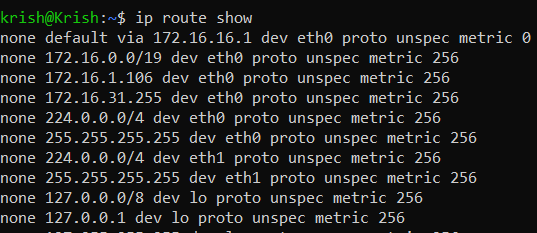 krish@Krish:~$ ip route show
none default via 172.16.16.1 dev eth0 proto unspec metric 0
none 172.16.0.0/19 dev eth0 proto unspec metric 256
none 172.16.1.106 dev eth0 proto unspec metric 256
none 172.16.31.255 dev eth0 proto unspec metric 256
none 224.0.0.0/4 dev eth0 proto unspec metric 256
none 255.255.255.255 dev eth0 proto unspec metric 256
none 224.0.0.0/4 dev eth1 proto unspec metric 256
none 255.255.255.255 dev eth1 proto unspec metric 256
none 127.0.0.0/8 dev lo proto unspec metric 256
none 127.0.0.1 dev lo proto unspec metric 256